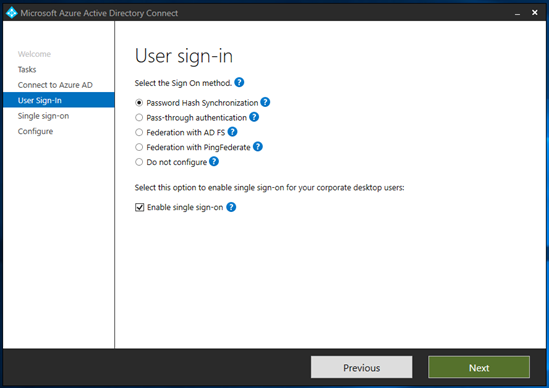 Microsoft Azure Active Directory Connect
Welcome
Tasks
Connect to Azure AD
User Sign-In
Single sign-on
Configure
User sign-in
Select the Sign On method. ?
Password Hash Synchronization ?
Pass-through authentication ?
Federation with AD FS ?
Federation with PingFederate ?
Do not configure ?
Select this option to enable single sign-on for your corporate desktop users:
Enable single sign-on ?
Previous
Next